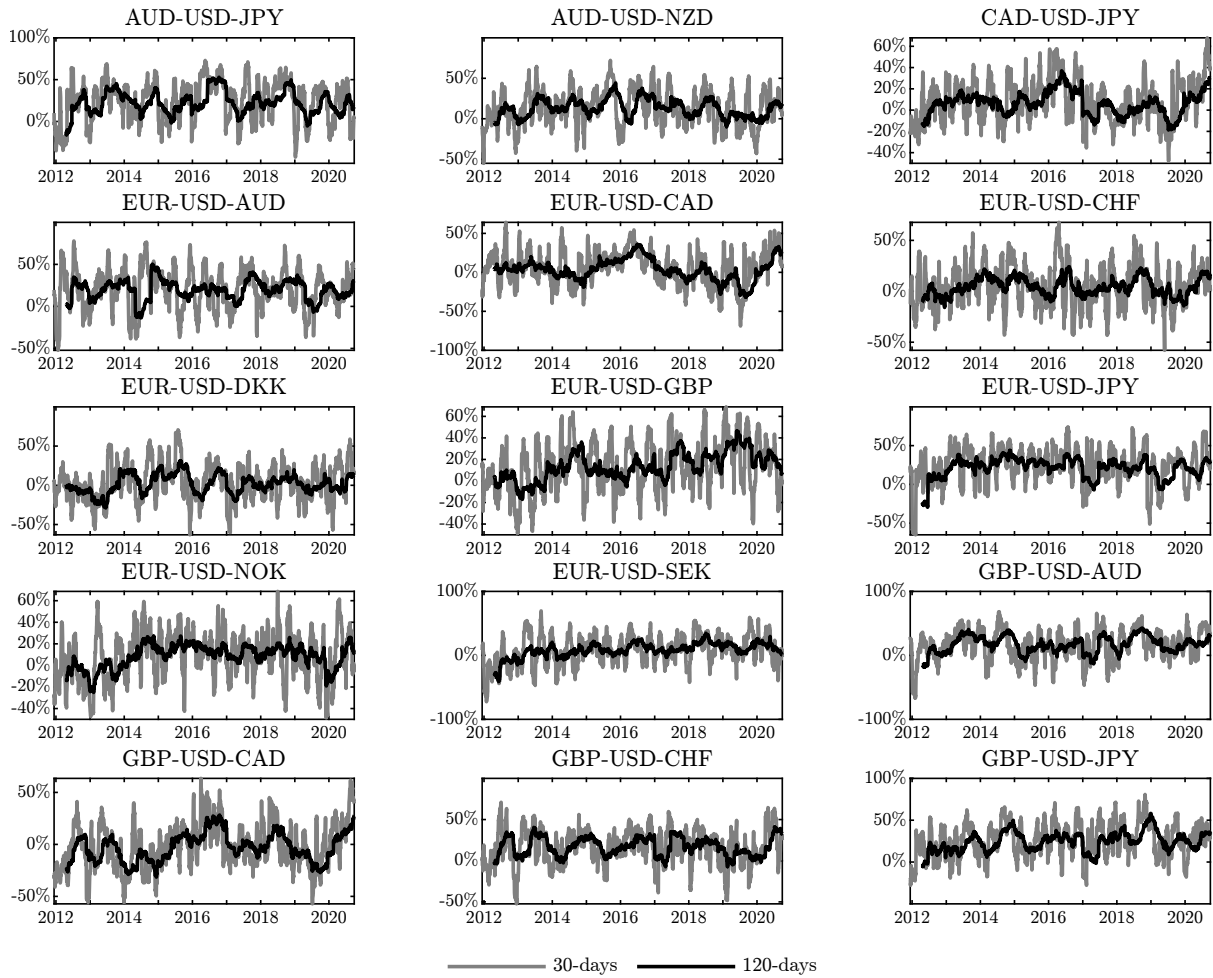 AUD-USD-JPY AUD-USD-NZD CAD-USD-JPY
100% 50% 0%
2012 2014 2016 2018 2020
50% 0% -50%
2012 2014 2016 2018 2020
60% 40% 20% 0% -20% -40%
2012 2014 2016 2018 2020
EUR-USD-AUD EUR-USD-CAD EUR-USD-CHF
50% 0% -50%
2012 2014 2016 2018 2020
50% 0% -50% -100%
2012 2014 2016 2018 2020
50% 0% -50%
2012 2014 2016 2018 2020
EUR-USD-DKK EUR-USD-GBP EUR-USD-JPY
50% 0% -50%
2012 2014 2016 2018 2020
60% 40% 20% 0% -20% -40%
2012 2014 2016 2018 2020
50% 0% -50%
2012 2014 2016 2018 2020
EUR-USD-NOK EUR-USD-SEK GBP-USD-AUD
60% 40% 20% 0% -20% -40%
2012 2014 2016 2018 2020
100% 0% -100%
2012 2014 2016 2018 2020
100% 0% -100%
2012 2014 2016 2018 2020
GBP-USD-CAD GBP-USD-CHF GBP-USD-JPY
50% 0% -50%
2012 2014 2016 2018 2020
50% 0% -50%
2012 2014 2016 2018 2020
100% 50% 0%
2012 2014 2016 2018 2020
30-days 120-days